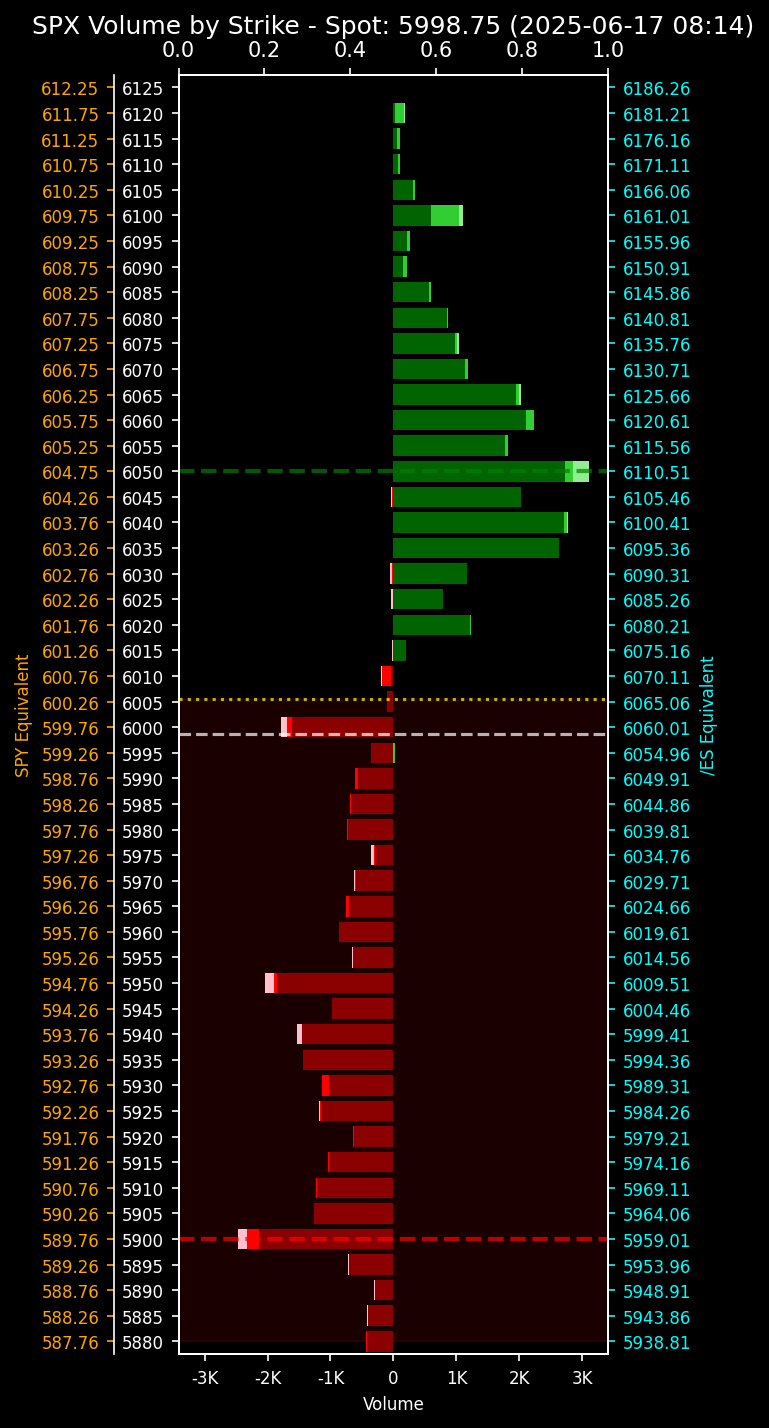 SPX Volume by Strike - Spot: 5998.75 (2025-06-17 08:14)
0.0 0.2 0.4 0.6 0.8 1.0
612.25 6125 6186.26
611.75 6120 6181.21
611.25 6115 6176.16
610.75 6110 6171.11
610.25 6105 6166.06
609.75 6100 6161.01
609.25 6095 6155.96
608.75 6090 6150.91
608.25 6085 6145.86
607.75 6080 6140.81
607.25 6075 6135.76
606.75 6070 6130.71
606.25 6065 6125.66
605.75 6060 6120.61
605.25 6055 6115.56
604.75 6050 6110.51
604.26 6045 6105.46
603.76 6040 6100.41
603.26 6035 6095.36
602.76 6030 6090.31
602.26 6025 6085.26
601.76 6020 6080.21
601.26 6015 6075.16
600.76 6010 6070.11
600.26 6005 6065.06
599.76 6000 6060.01
599.26 5995 6054.96
598.76 5990 6049.91
598.26 5985 6044.86
597.76 5980 6039.81
597.26 5975 6034.76
596.76 5970 6029.71
596.26 5965 6024.66
595.76 5960 6019.61
595.26 5955 6014.56
594.76 5950 6009.51
594.26 5945 6004.46
593.76 5940 5999.41
593.26 5935 5994.36
592.76 5930 5989.31
592.26 5925 5984.26
591.76 5920 5979.21
591.26 5915 5974.16
590.76 5910 5969.11
590.26 5905 5964.06
589.76 5900 5959.01
589.26 5895 5953.96
588.76 5890 5948.91
588.26 5885 5943.86
587.76 5880 5938.81
SPY Equivalent
/ES Equivalent
-3K -2K -1K 0 1K 2K 3K
Volume